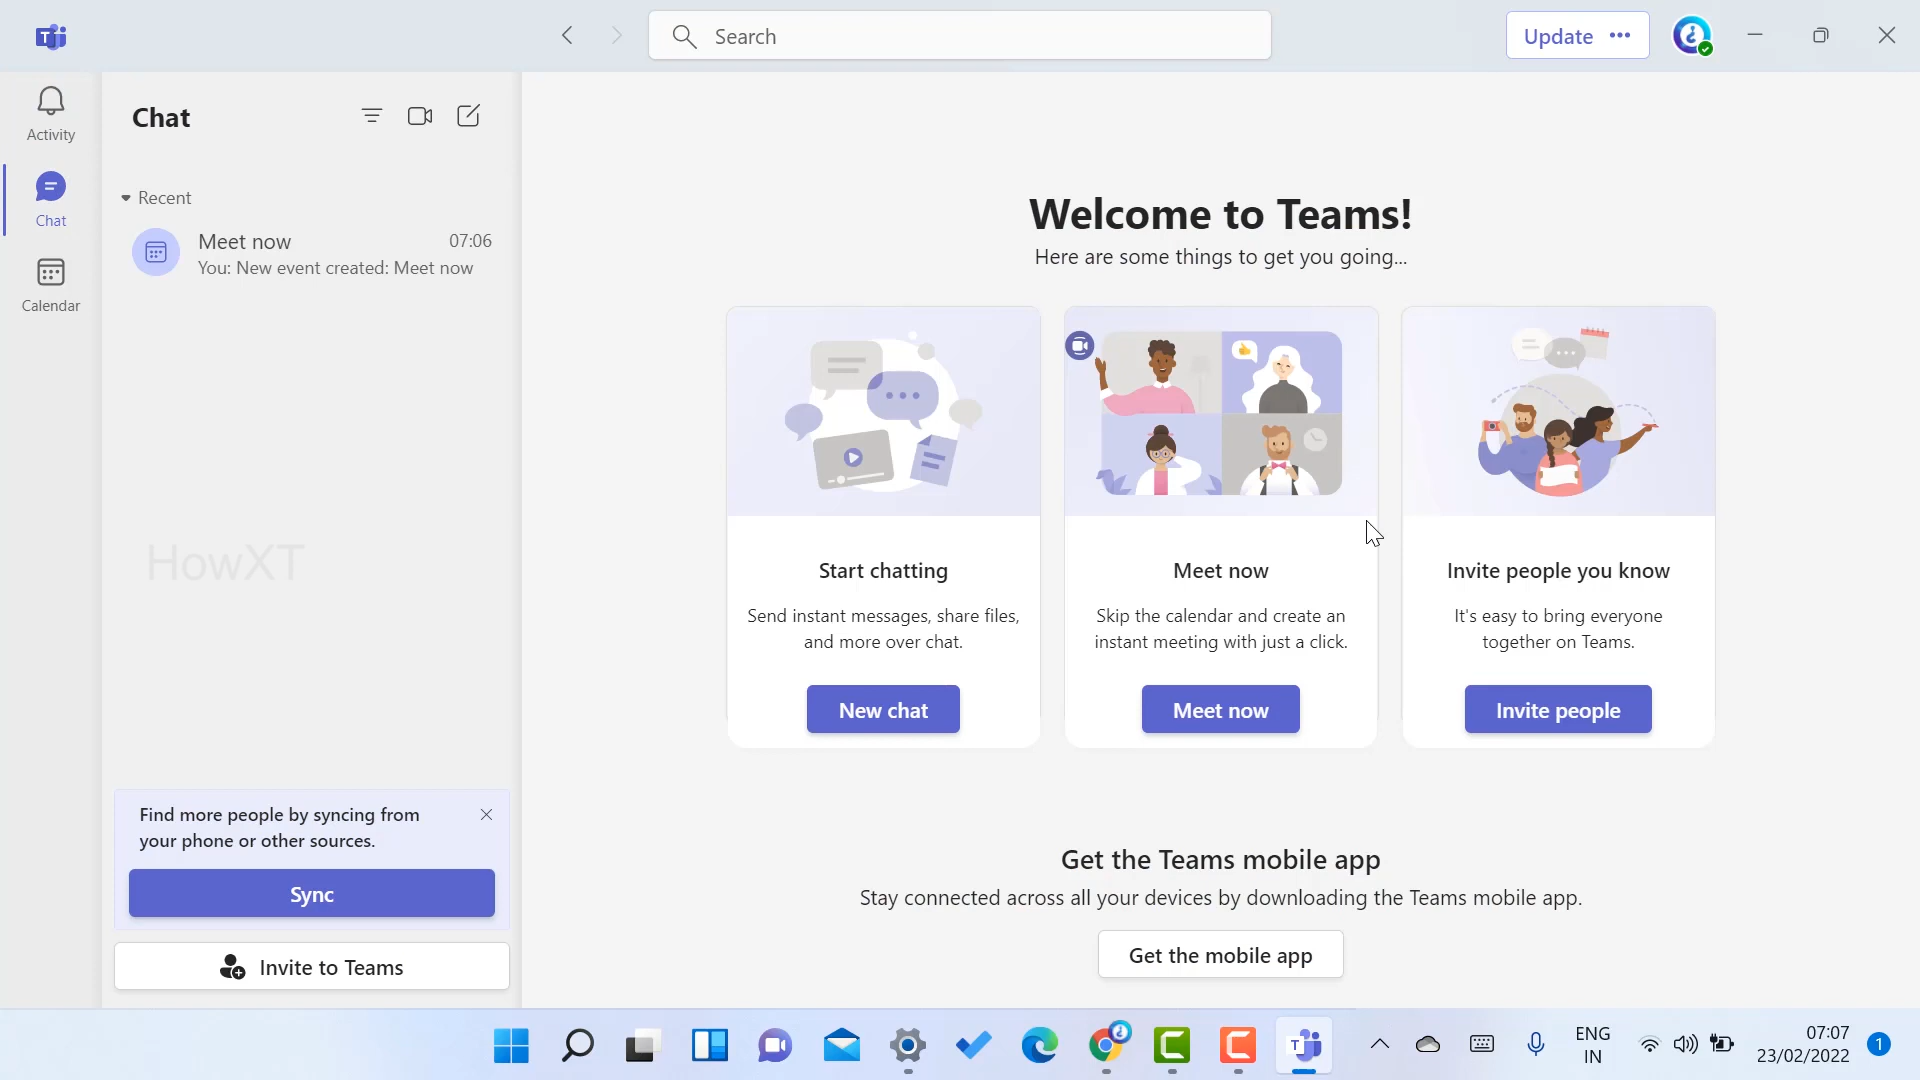 Search
Update
Activity
Chat
Calendar
Chat
Recent
Meet now 07:06
You: New event created: Meet now
HowXT
Find more people by syncing from
your phone or other sources.
Sync
Invite to Teams
Welcome to Teams!
Here are some things to get you going...
Start chatting
Send instant messages, share files,
and more over chat.
New chat
Meet now
Skip the calendar and create an
instant meeting with just a click.
Meet now
Invite people you know
It's easy to bring everyone
together on Teams.
Invite people
Get the Teams mobile app
Stay connected across all your devices by downloading the Teams mobile app.
Get the mobile app
ENG
IN
07:07
23/02/2022
1